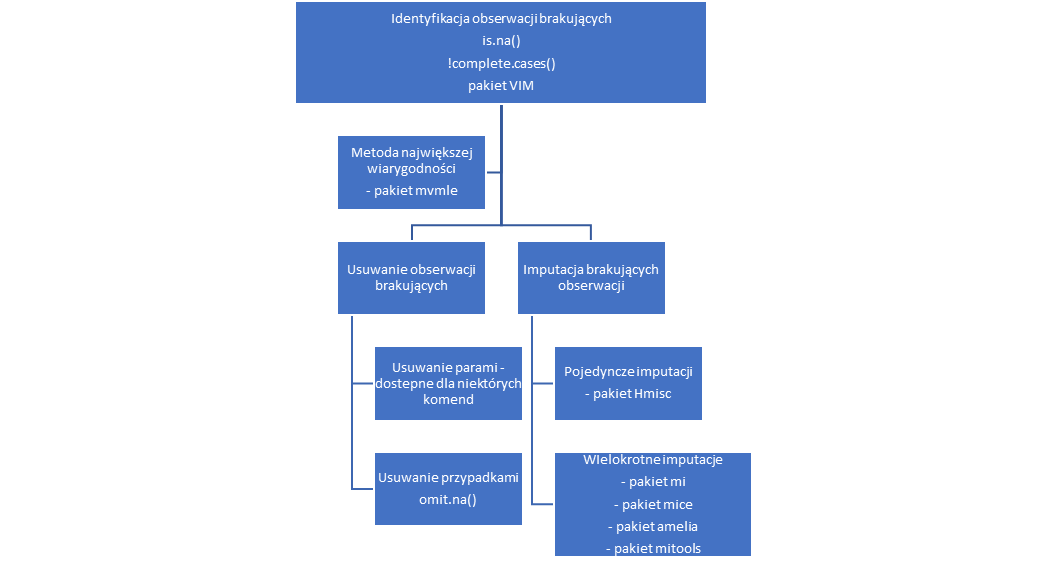 Identyfikacja obserwacji brakujących
is.na()
!complete.cases()
pakiet VIM
Metoda największej
wiarygodności
- pakiet mvmle
Usuwanie obserwacji
brakujących
Imputacja brakujących
obserwacji
Usuwanie parami -
dostepne dla niektórych
komend
Pojedyncze imputacji
- pakiet Hmisc
Usuwanie przypadkami
omit.na()
WIelokrotne imputacje
- pakiet mi
- pakiet mice
- pakiet amelia
- pakiet mitools